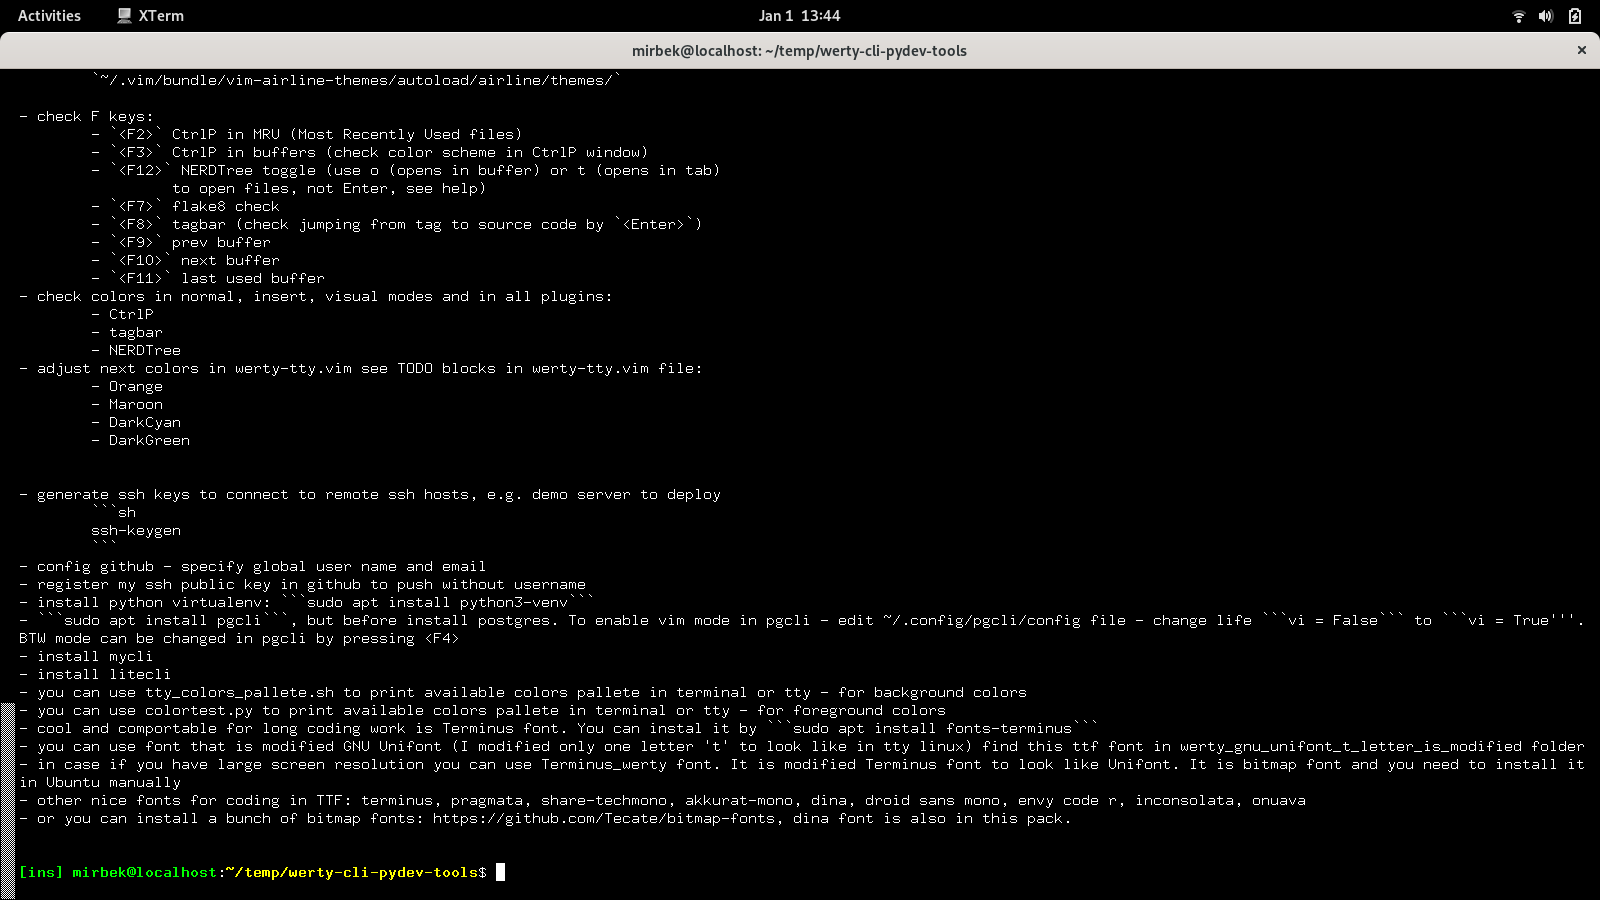 Activities XTerm Jan 1 13:44
mirbek@localhost: ~/temp/werty-cli-pydev-tools ×
`~/.vim/bundle/vim-airline-themes/autoload/airline/themes/`
- check F keys:
- `<F2>` CtrlP in MRU (Most Recently Used files)
- `<F3>` CtrlP in buffers (check color scheme in CtrlP window)
- `<F12>` NERDTree toggle (use o (opens in buffer) or t (opens in tab)
to open files, not Enter, see help)
- `<F7>` flake8 check
- `<F8>` tagbar (check jumping from tag to source code by `<Enter>`)
- `<F9>` prev buffer
- `<F10>` next buffer
- `<F11>` last used buffer
- check colors in normal, insert, visual modes and in all plugins:
- CtrlP
- tagbar
- NERDTree
- adjust next colors in werty-tty.vim see TODO blocks in werty-tty.vim file:
- Orange
- Maroon
- DarkCyan
- DarkGreen
- generate ssh keys to connect to remote ssh hosts, e.g. demo server to deploy
```sh
ssh-keygen
```
- config github - specify global user name and email
- register my ssh public key in github to push without username
- install python virtualenv: ```sudo apt install python3-venv```
- ```sudo apt install pgcli```, but before install postgres. To enable vim mode in pgcli - edit ~/.config/pgcli/config file - change life ```vi = False``` to ```vi = True'''.
BTW mode can be changed in pgcli by pressing <F4>
- install mycli
- install litecli
- you can use tty_colors_pallete.sh to print available colors pallete in terminal or tty - for background colors
- you can use colortest.py to print available colors pallete in terminal or tty - for foreground colors
- cool and comportable for long coding work is Terminus font. You can instal it by ```sudo apt install fonts-terminus```
- you can use font that is modified GNU Unifont (I modified only one letter 't' to look like in tty linux) find this ttf font in werty_gnu_unifont_t_letter_is_modified folder
- in case if you have large screen resolution you can use Terminus_werty font. It is modified Terminus font to look like Unifont. It is bitmap font and you need to install it
in Ubuntu manually
- other nice fonts for coding in TTF: terminus, pragmata, share-techmono, akkurat-mono, dina, droid sans mono, envy code r, inconsolata, onuava
- or you can install a bunch of bitmap fonts: https://github.com/Tecate/bitmap-fonts, dina font is also in this pack.
[ins] mirbek@localhost:~/temp/werty-cli-pydev-tools$